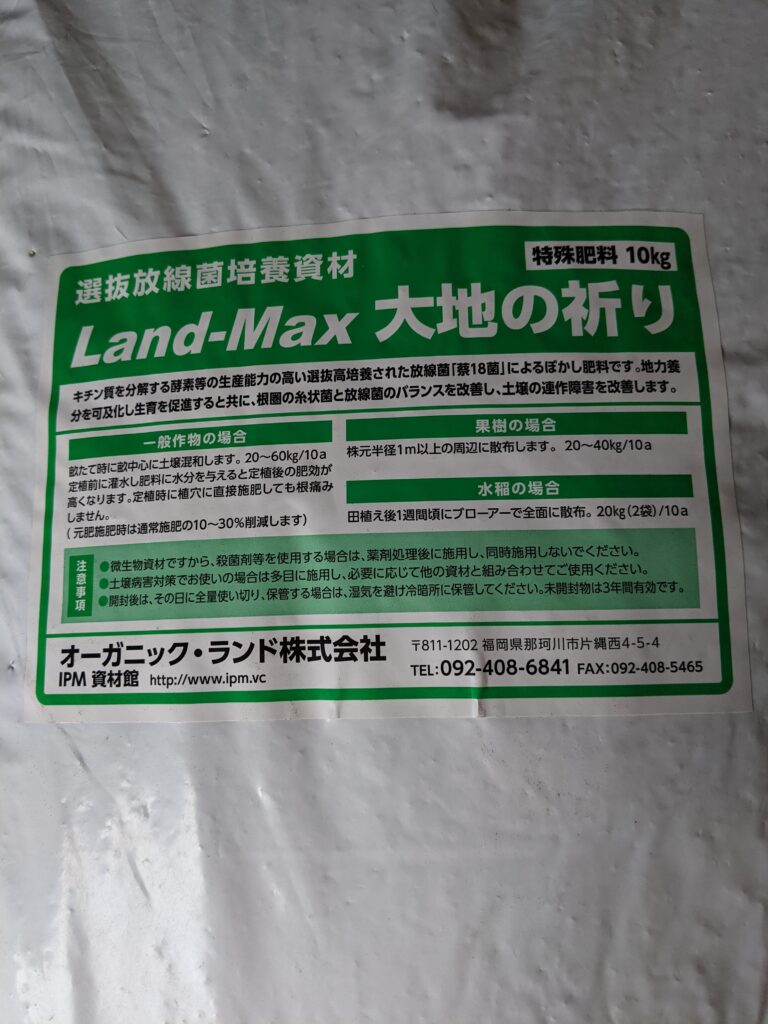 選抜放線菌培養資材
特殊肥料 10kg
Land-Max 大地の祈り
キチン質を分解する酵素等の生産能力の高い選抜高培養された放線菌「蔡18菌」によるぼかし肥料です。地力養
分を可及化し生育を促進すると共に、根圏の糸状菌と放線菌のバランスを改善し、土壌の連作障害を改善します。
一般作物の場合
畝たて時に畝中心に土壌混和します。20〜60kg/10a
定植前に灌水し肥料に水分を与えると定植後の肥効が
高くなります。定植時に植穴に直接施肥しても根痛み
しません。
(元肥施肥時は通常施肥の10〜30%削減します)
果樹の場合
株元半径1m以上の周辺に散布します。 20〜40kg/10a
水稲の場合
田植え後1週間頃にブローアーで全面に散布。20kg(2袋)/10a
注意事項
●微生物資材ですから、殺菌剤等を使用する場合は、薬剤処理後に施用し、同時施用しないでください。
●土壌病害対策でお使いの場合は多目に施用し、必要に応じて他の資材と組み合わせてご使用ください。
●開封後は、その日に全量使い切り、保管する場合は、湿気を避け冷暗所に保管してください。未開封物は3年間有効です。
オーガニック・ランド株式会社
IPM 資材館 http://www.ipm.vc
〒811-1202 福岡県那珂川市片縄西4-5-4
TEL:092-408-6841 FAX:092-408-5465